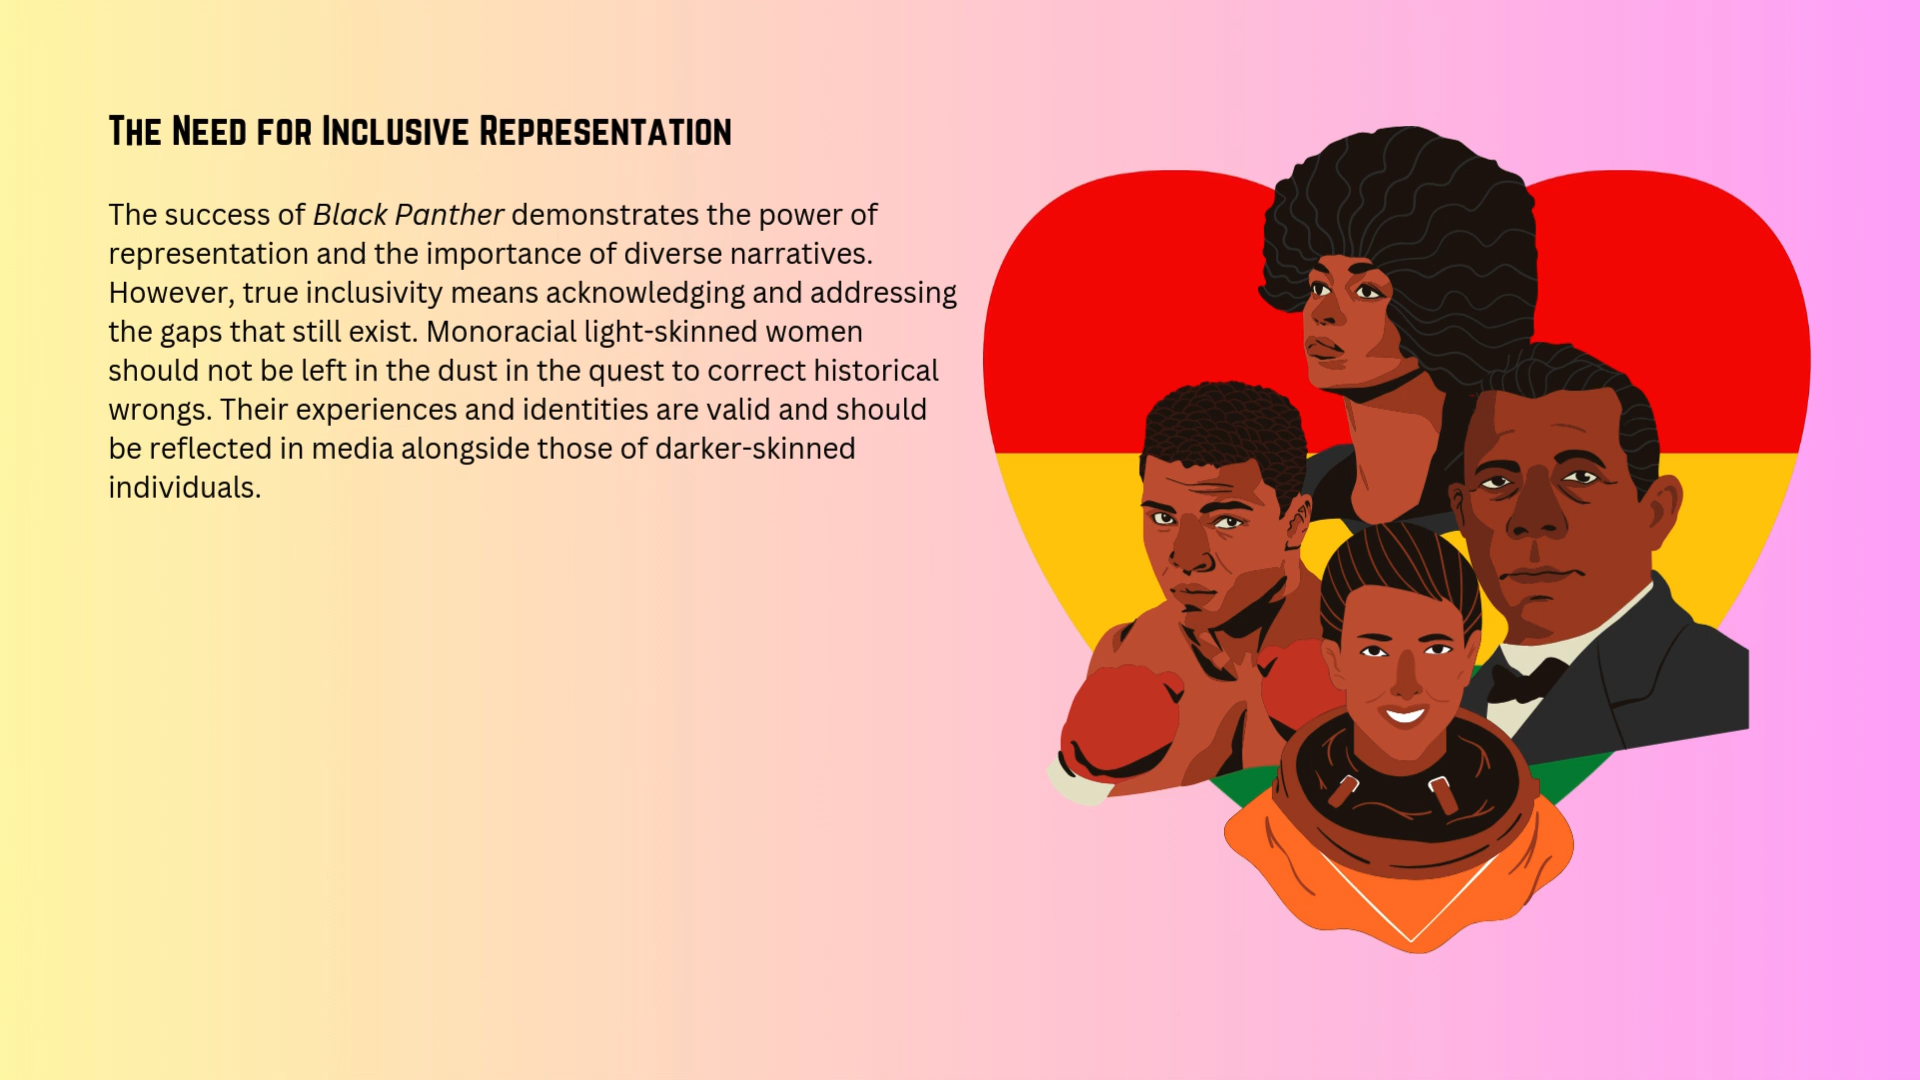 The Need for Inclusive Representation
The success of Black Panther demonstrates the power of
representation and the importance of diverse narratives.
However, true inclusivity means acknowledging and addressing
the gaps that still exist. Monoracial light-skinned women
should not be left in the dust in the quest to correct historical
wrongs. Their experiences and identities are valid and should
be reflected in media alongside those of darker-skinned
individuals.